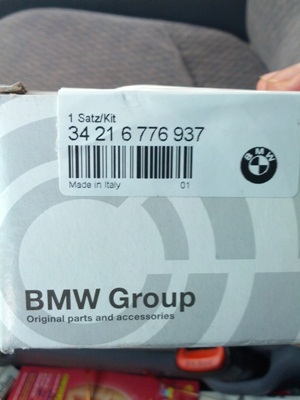 1 Satz/Kit
34 21 6 776 937
Made in Italy 01
BMW
BMW Group
Original parts and accessories